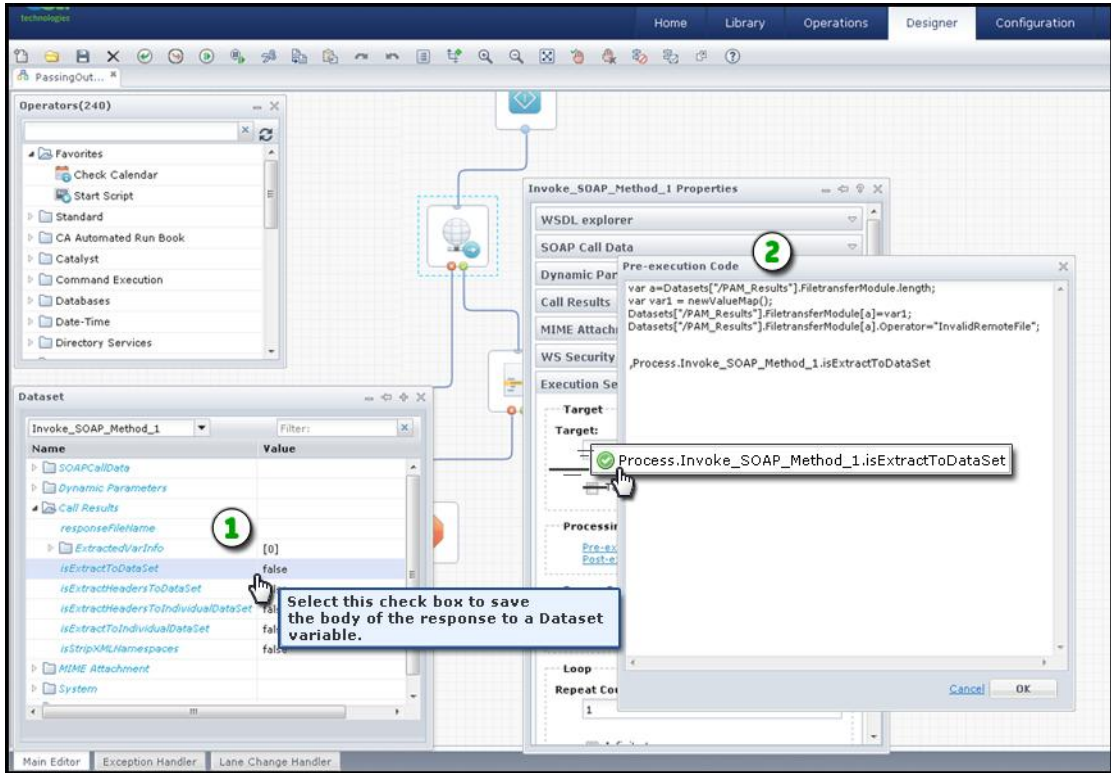 technologies
Home Library Operations Designer Configuration
PassingOut...
Operators(240)
Favorites
Check Calendar
Start Script
Standard
CA Automated Run Book
Catalyst
Command Execution
Databases
Date-Time
Directory Services
Invoke_SOAP_Method_1 Properties
WSDL explorer
SOAP Call Data
Dynamic Par
Call Results
MIME Attach
WS Security
Execution Se
Target
Target:
Processin
Pre-ex
Post-e
Loop
Repeat Cou
1
2
Pre-execution Code
var a=Datasets["/PAM_Results"].FiletransferModule.length;
var var1 = newValueMap();
Datasets["/PAM_Results"].FiletransferModule[a]=var1;
Datasets["/PAM_Results"].FiletransferModule[a].Operator="InvalidRemoteFile";
,Process.Invoke_SOAP_Method_1.isExtractToDataSet
Process.Invoke_SOAP_Method_1.isExtractToDataSet
Cancel OK
Dataset
Invoke_SOAP_Method_1 Filter:
Name Value
SOAPCallData
Dynamic Parameters
Call Results
1
responseFileName
ExtractedVarInfo [0]
isExtractToDataSet false
isExtractHeadersToDataSet
isExtractHeadersToIndividualDataSet fal
isExtractToIndividualDataSet fal
isStripXMLNamespaces false
MIME Attachment
System
Select this check box to save
the body of the response to a Dataset
variable.
Main Editor Exception Handler Lane Change Handler